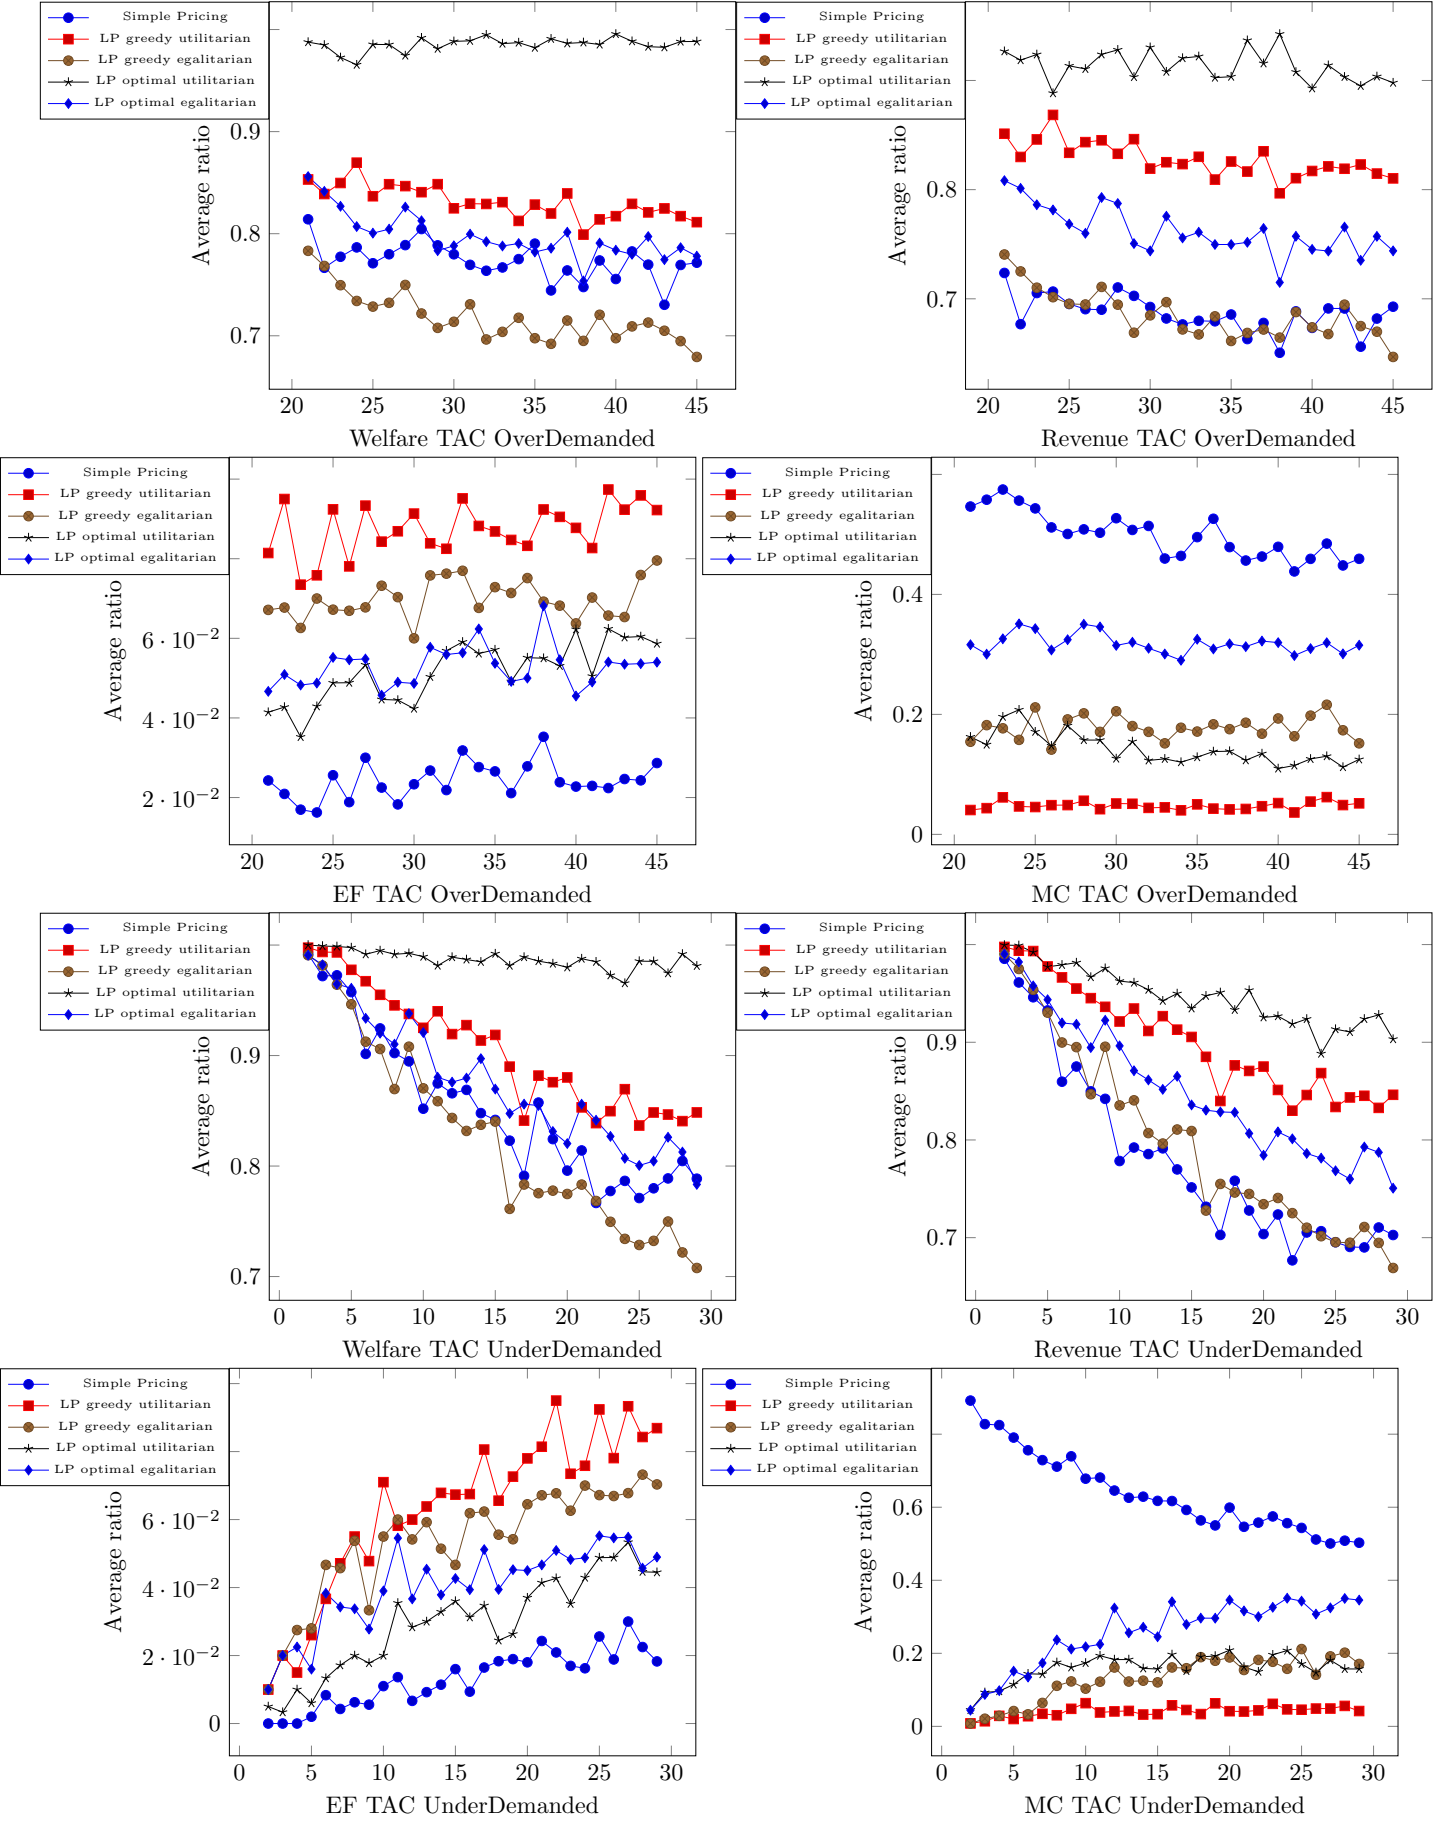 Simple Pricing
LP greedy utilitarian
LP greedy egalitarian
LP optimal utilitarian
LP optimal egalitarian
0.9
0.8
0.7
Average ratio
20 25 30 35 40 45
Welfare TAC OverDemanded
Simple Pricing
LP greedy utilitarian
LP greedy egalitarian
LP optimal utilitarian
LP optimal egalitarian
0.8
0.7
Average ratio
20 25 30 35 40 45
Revenue TAC OverDemanded
Simple Pricing
LP greedy utilitarian
LP greedy egalitarian
LP optimal utilitarian
LP optimal egalitarian
6 · 10⁻²
4 · 10⁻²
2 · 10⁻²
Average ratio
20 25 30 35 40 45
EF TAC OverDemanded
Simple Pricing
LP greedy utilitarian
LP greedy egalitarian
LP optimal utilitarian
LP optimal egalitarian
0.4
0.2
0
Average ratio
20 25 30 35 40 45
MC TAC OverDemanded
Simple Pricing
LP greedy utilitarian
LP greedy egalitarian
LP optimal utilitarian
LP optimal egalitarian
0.9
0.8
0.7
Average ratio
0 5 10 15 20 25 30
Welfare TAC UnderDemanded
Simple Pricing
LP greedy utilitarian
LP greedy egalitarian
LP optimal utilitarian
LP optimal egalitarian
0.9
0.8
0.7
Average ratio
0 5 10 15 20 25 30
Revenue TAC UnderDemanded
Simple Pricing
LP greedy utilitarian
LP greedy egalitarian
LP optimal utilitarian
LP optimal egalitarian
6 · 10⁻²
4 · 10⁻²
2 · 10⁻²
0
Average ratio
0 5 10 15 20 25 30
EF TAC UnderDemanded
Simple Pricing
LP greedy utilitarian
LP greedy egalitarian
LP optimal utilitarian
LP optimal egalitarian
0.6
0.4
0.2
0
Average ratio
0 5 10 15 20 25 30
MC TAC UnderDemanded